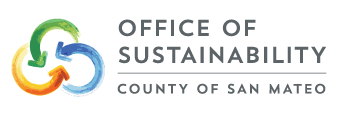 OFFICE OF
SUSTAINABILITY
COUNTY OF SAN MATEO